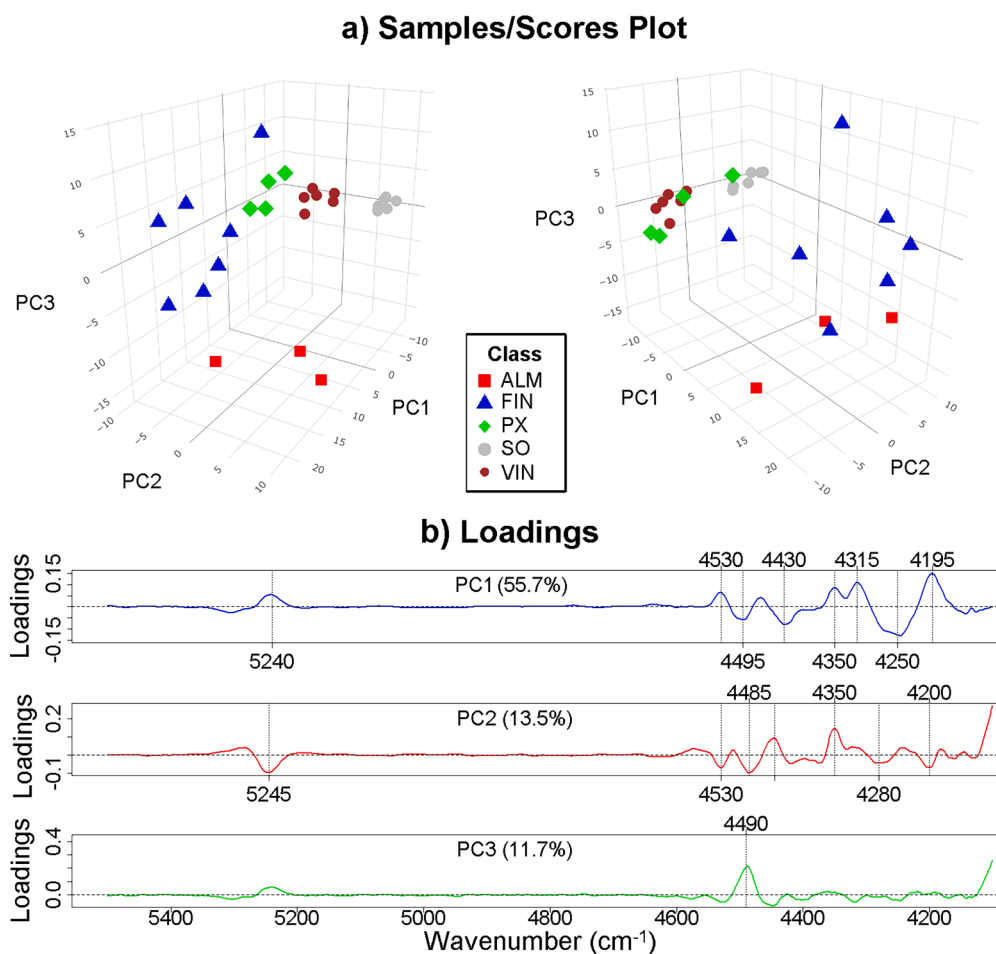 a) Samples/Scores Plot
15
10
5
0
−5
−10
−15
PC3
−15
−10
−5
0
5
10
PC2
−10
−5
0
5
10
15
20
PC1
15
10
5
0
−5
−10
−15
PC3
0
5
10
15
20
PC1
10
5
0
−5
−10
PC2
Class
ALM
FIN
PX
SO
VIN
b) Loadings
4530 4430 4315 4195
Loadings
0.15
−0.15
PC1 (55.7%)
5240 4495 4350 4250
4485 4350 4200
Loadings
0.2
−0.1
PC2 (13.5%)
5245 4530 4280
4490
Loadings
0.4
0.0
PC3 (11.7%)
5400 5200 5000 4800 4600 4400 4200
Wavenumber (cm⁻¹)